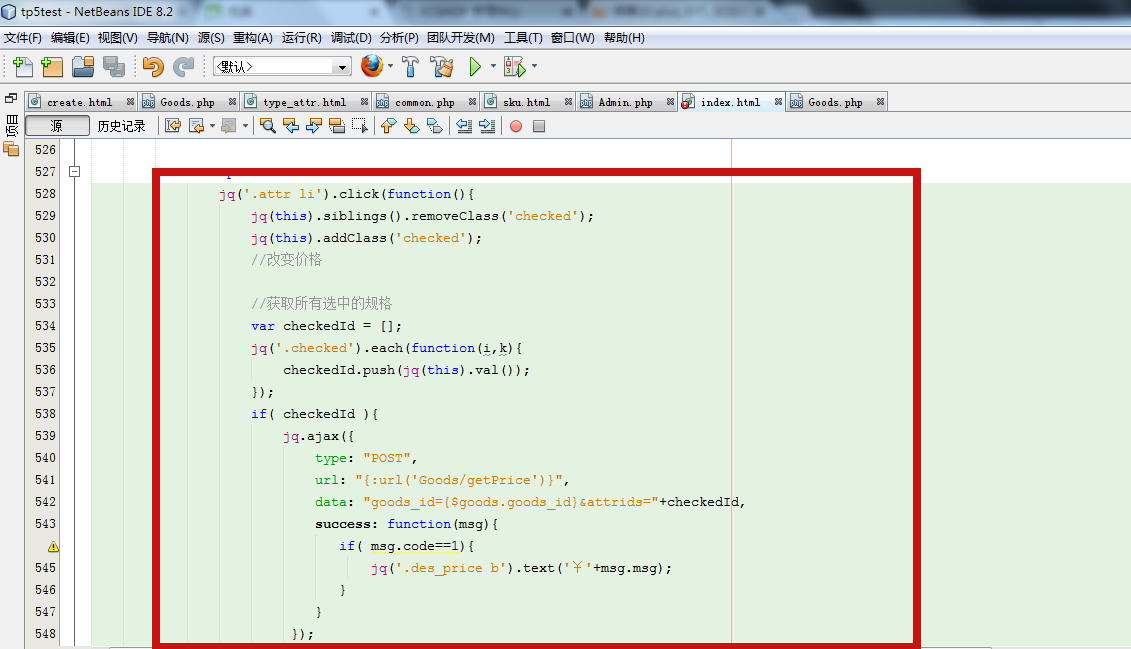 tp5test - NetBeans IDE 8.2
文件(F) 编辑(E) 视图(V) 导航(N) 源(S) 重构(A) 运行(R) 调试(D) 分析(P) 团队开发(M) 工具(T) 窗口(W) 帮助(H)
<默认>
create.html Goods.php type_attr.html common.php sku.html Admin.php index.html Goods.php
项目
源 历史记录
526
527
528 jq('.attr li').click(function(){
529 jq(this).siblings().removeClass('checked');
530 jq(this).addClass('checked');
531 //改变价格
532
533 //获取所有选中的规格
534 var checkedId = [];
535 jq('.checked').each(function(i,k){
536 checkedId.push(jq(this).val());
537 });
538 if( checkedId ){
539 jq.ajax({
540 type: "POST",
541 url: "{:url('Goods/getPrice')}",
542 data: "goods_id={$goods.goods_id}&attrids="+checkedId,
543 success: function(msg){
if( msg.code==1){
545 jq('.des_price b').text('￥'+msg.msg);
546 }
547 }
548 });